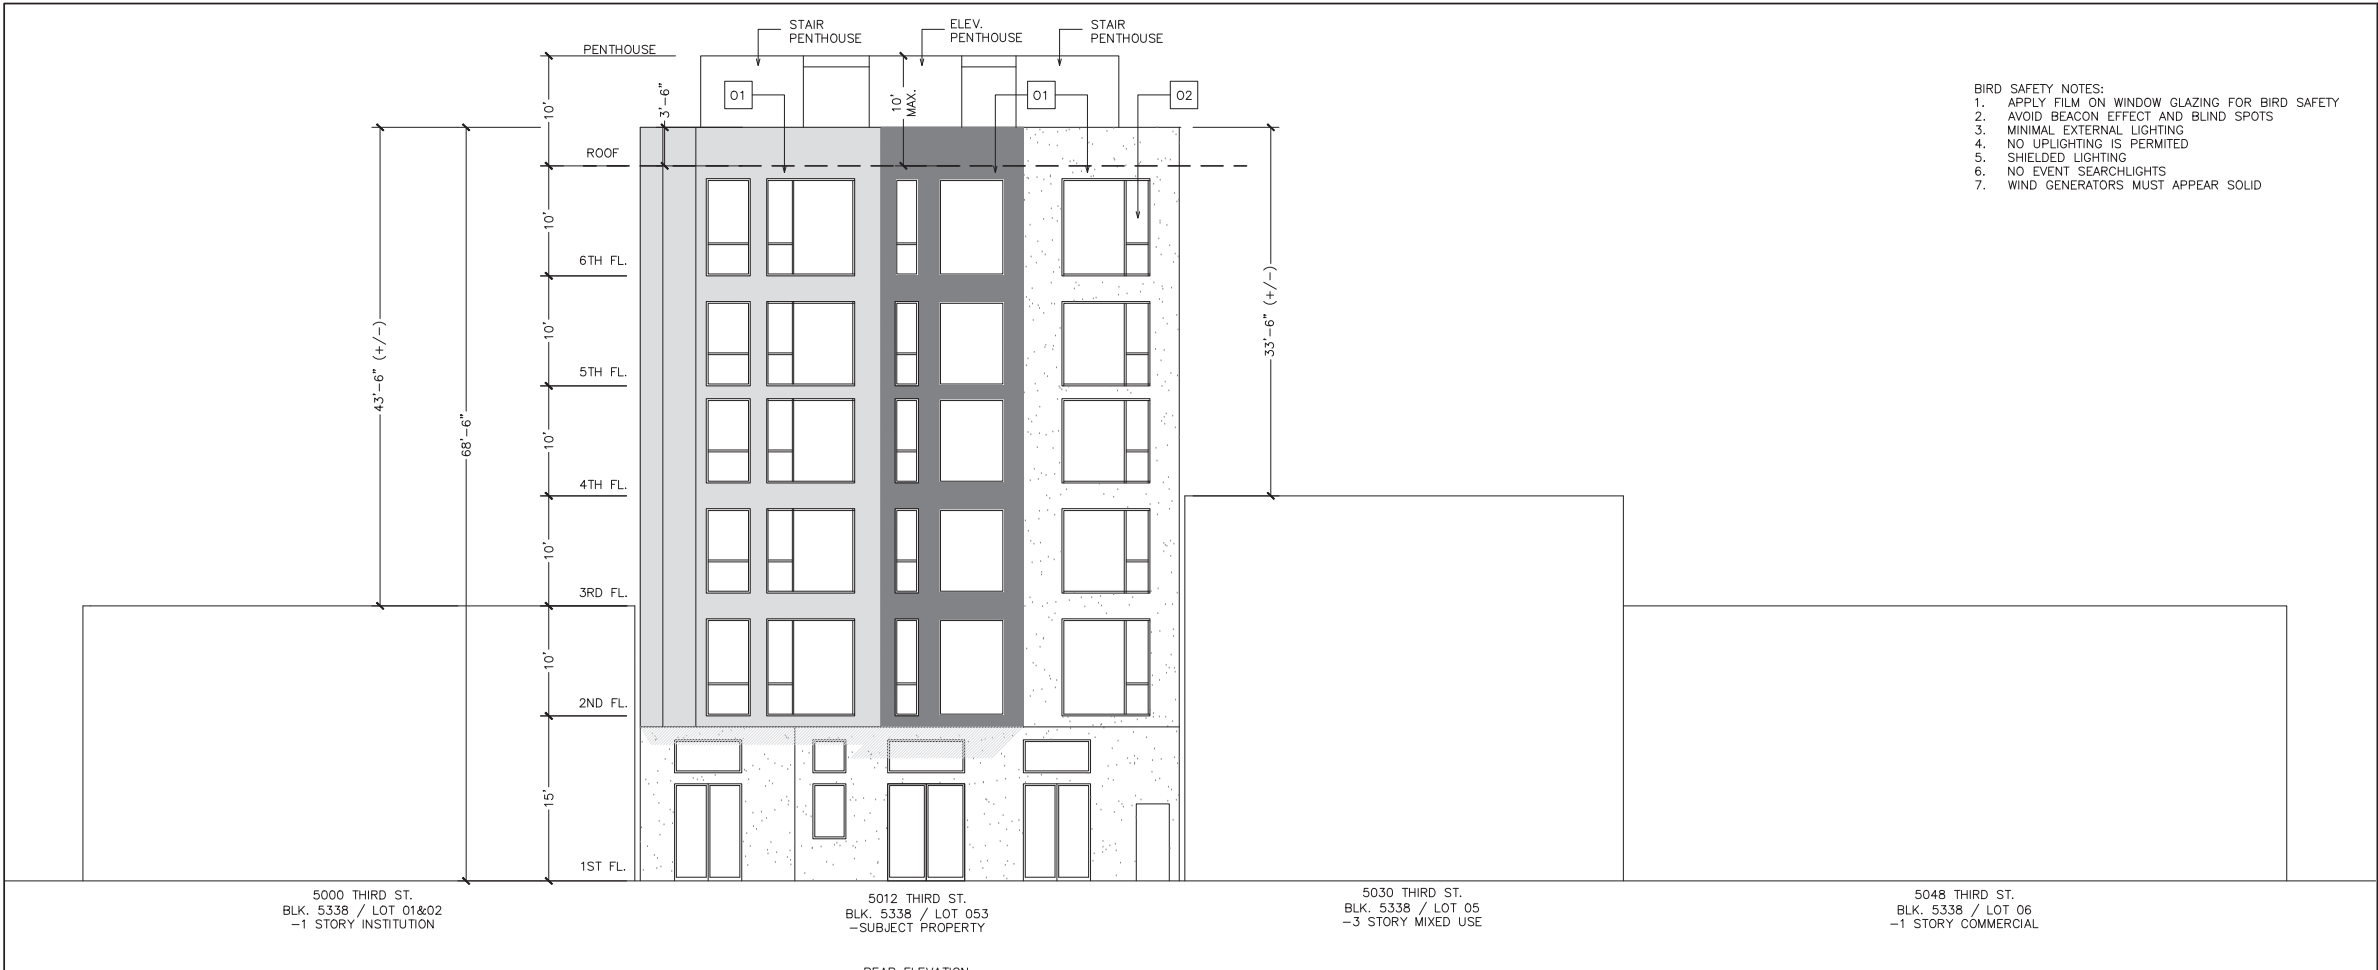 STAIR
PENTHOUSE
ELEV.
PENTHOUSE
STAIR
PENTHOUSE
PENTHOUSE
01
01
02
10'
3'-6"
10'
MAX.
ROOF
10'
6TH FL.
10'
5TH FL.
10'
4TH FL.
10'
3RD FL.
10'
2ND FL.
15'
1ST FL.
43'-6" (+/-)
68'-6"
33'-6" (+/-)
BIRD SAFETY NOTES:
1. APPLY FILM ON WINDOW GLAZING FOR BIRD SAFETY
2. AVOID BEACON EFFECT AND BLIND SPOTS
3. MINIMAL EXTERNAL LIGHTING
4. NO UPLIGHTING IS PERMITED
5. SHIELDED LIGHTING
6. NO EVENT SEARCHLIGHTS
7. WIND GENERATORS MUST APPEAR SOLID
5000 THIRD ST.
BLK. 5338 / LOT 01&02
-1 STORY INSTITUTION
5012 THIRD ST.
BLK. 5338 / LOT 053
-SUBJECT PROPERTY
5030 THIRD ST.
BLK. 5338 / LOT 05
-3 STORY MIXED USE
5048 THIRD ST.
BLK. 5338 / LOT 06
-1 STORY COMMERCIAL